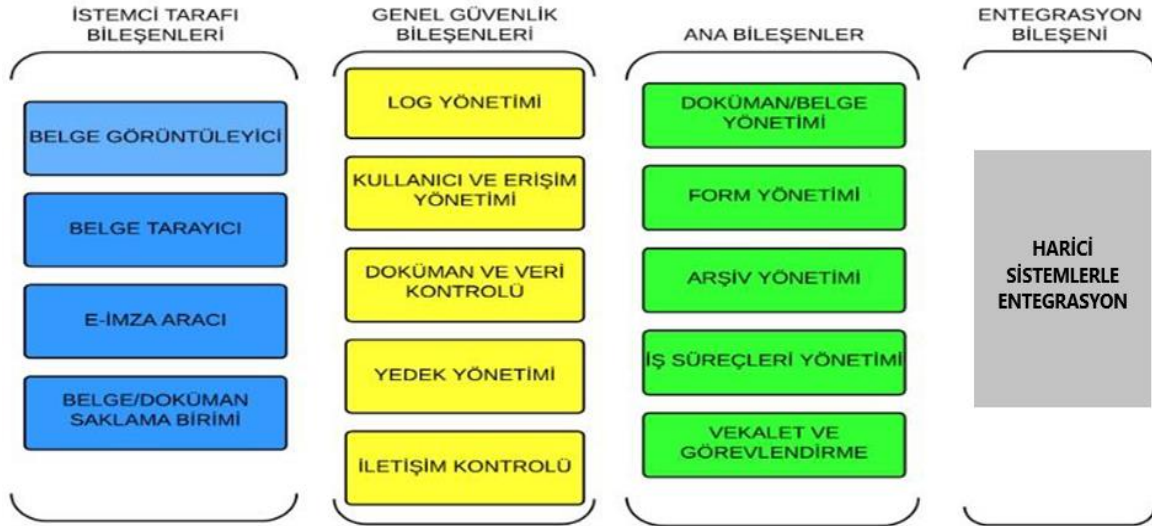 İSTEMCİ TARAFI
BİLEŞENLERİ
BELGE GÖRÜNTÜLEYİCİ
BELGE TARAYICI
E-İMZA ARACI
BELGE/DOKÜMAN
SAKLAMA BİRİMİ
GENEL GÜVENLİK
BİLEŞENLERİ
LOG YÖNETİMİ
KULLANICI VE ERİŞİM
YÖNETİMİ
DOKÜMAN VE VERİ
KONTROLÜ
YEDEK YÖNETİMİ
İLETİŞİM KONTROLÜ
ANA BİLEŞENLER
DOKÜMAN/BELGE
YÖNETİMİ
FORM YÖNETİMİ
ARŞİV YÖNETİMİ
İŞ SÜREÇLERİ YÖNETİMİ
VEKALET VE
GÖREVLENDİRME
ENTEGRASYON
BİLEŞENİ
HARİCİ
SİSTEMLERLE
ENTEGRASYON